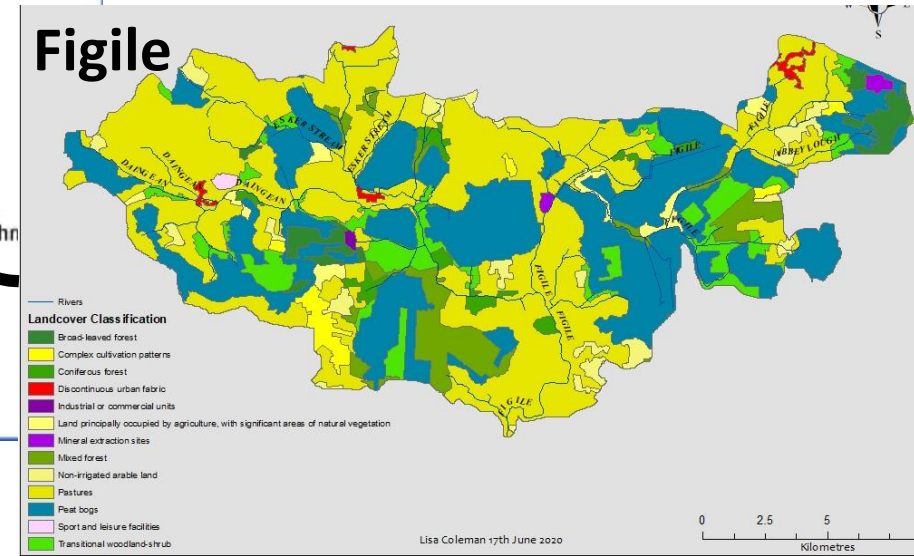 Figile
S
ESKER STREAM
ESKER STREAM
DAINGEAN
DAINGEAN
DAINGEAN
FIGILE
FIGILE
ABBEYLOUGH
FIGILE
FIGILE
FIGILE
FIGILE
Rivers
Landcover Classification
Broad-leaved forest
Complex cultivation patterns
Coniferous forest
Discontinuous urban fabric
Industrial or commercial units
Land principally occupied by agriculture, with significant areas of natural vegetation
Mineral extraction sites
Mixed forest
Non-irrigated arable land
Pastures
Peat bogs
Sport and leisure facilities
Transitional woodland-shrub
Lisa Coleman 17th June 2020
0 2.5 5
Kilometres